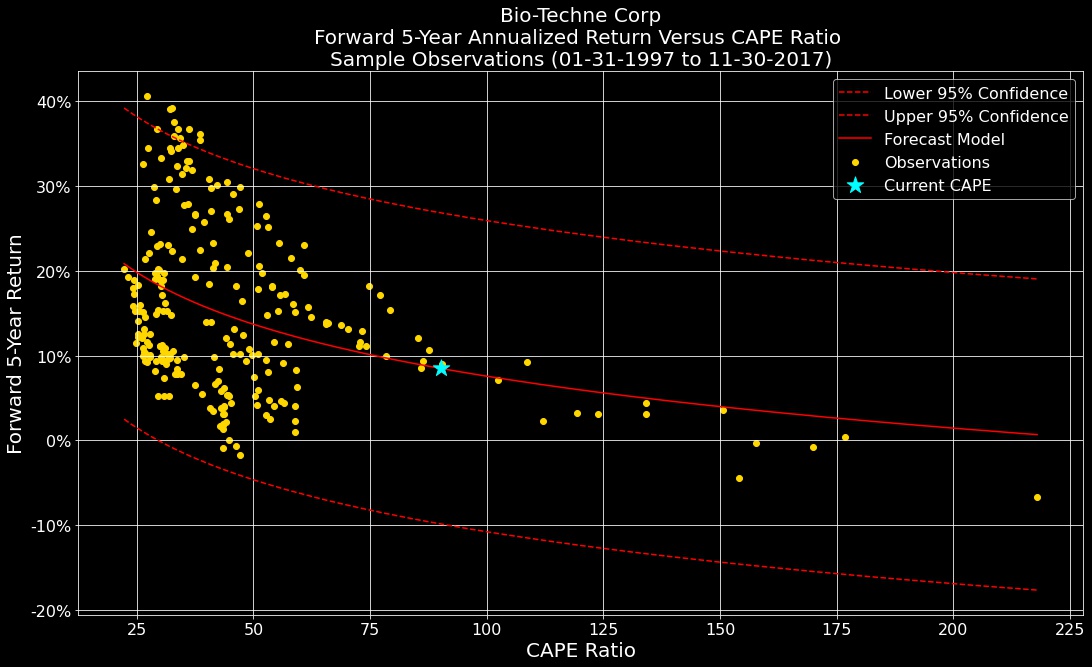 Bio-Techne Corp
Forward 5-Year Annualized Return Versus CAPE Ratio
Sample Observations (01-31-1997 to 11-30-2017)
Lower 95% Confidence
Upper 95% Confidence
Forecast Model
Observations
Current CAPE
Forward 5-Year Return
40%
30%
20%
10%
0%
-10%
-20%
25 50 75 100 125 150 175 200 225
CAPE Ratio